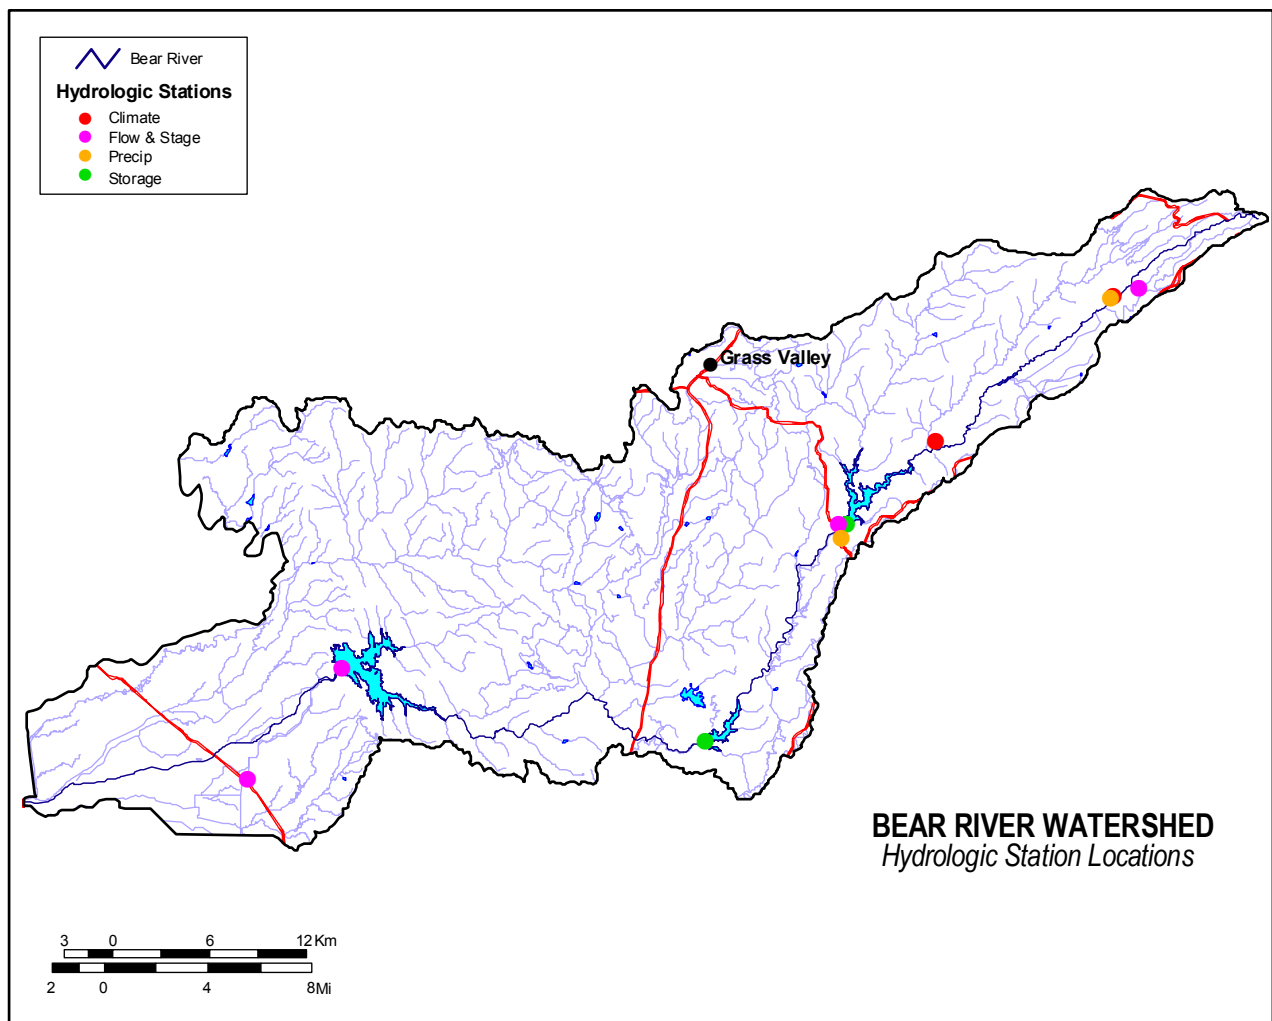 Bear River
Hydrologic Stations
Climate
Flow & Stage
Precip
Storage
Grass Valley
BEAR RIVER WATERSHED
Hydrologic Station Locations
3 0 6 12 Km
2 0 4 8 Mi